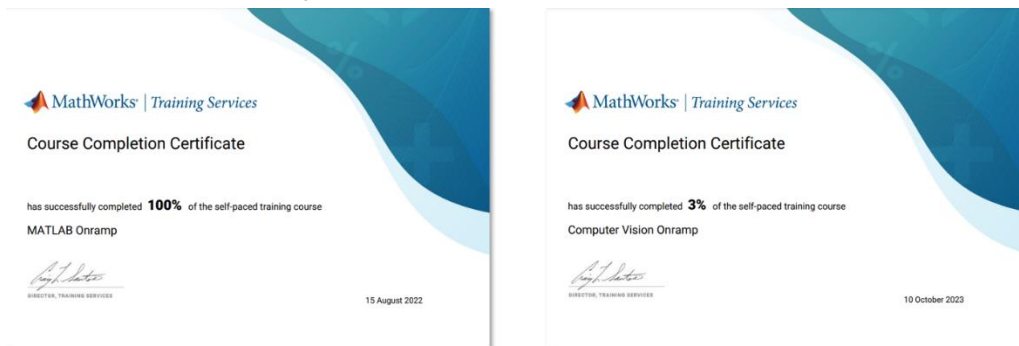 MathWorks® | Training Services
Course Completion Certificate
has successfully completed 100% of the self-paced training course
MATLAB Onramp
DIRECTOR, TRAINING SERVICES
15 August 2022
MathWorks® | Training Services
Course Completion Certificate
has successfully completed 3% of the self-paced training course
Computer Vision Onramp
DIRECTOR, TRAINING SERVICES
10 October 2023